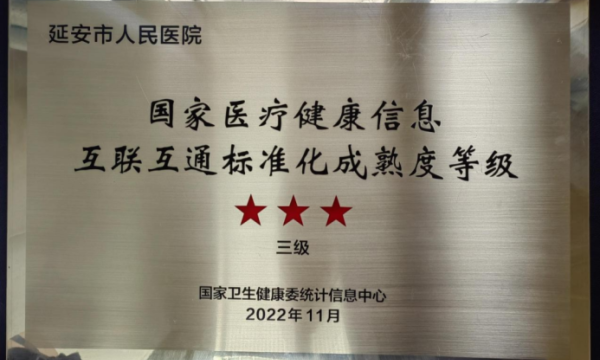 延安市人民医院
国家医疗健康信息
互联互通标准化成熟度等级
★★★
三级
国家卫生健康委统计信息中心
2022年11月